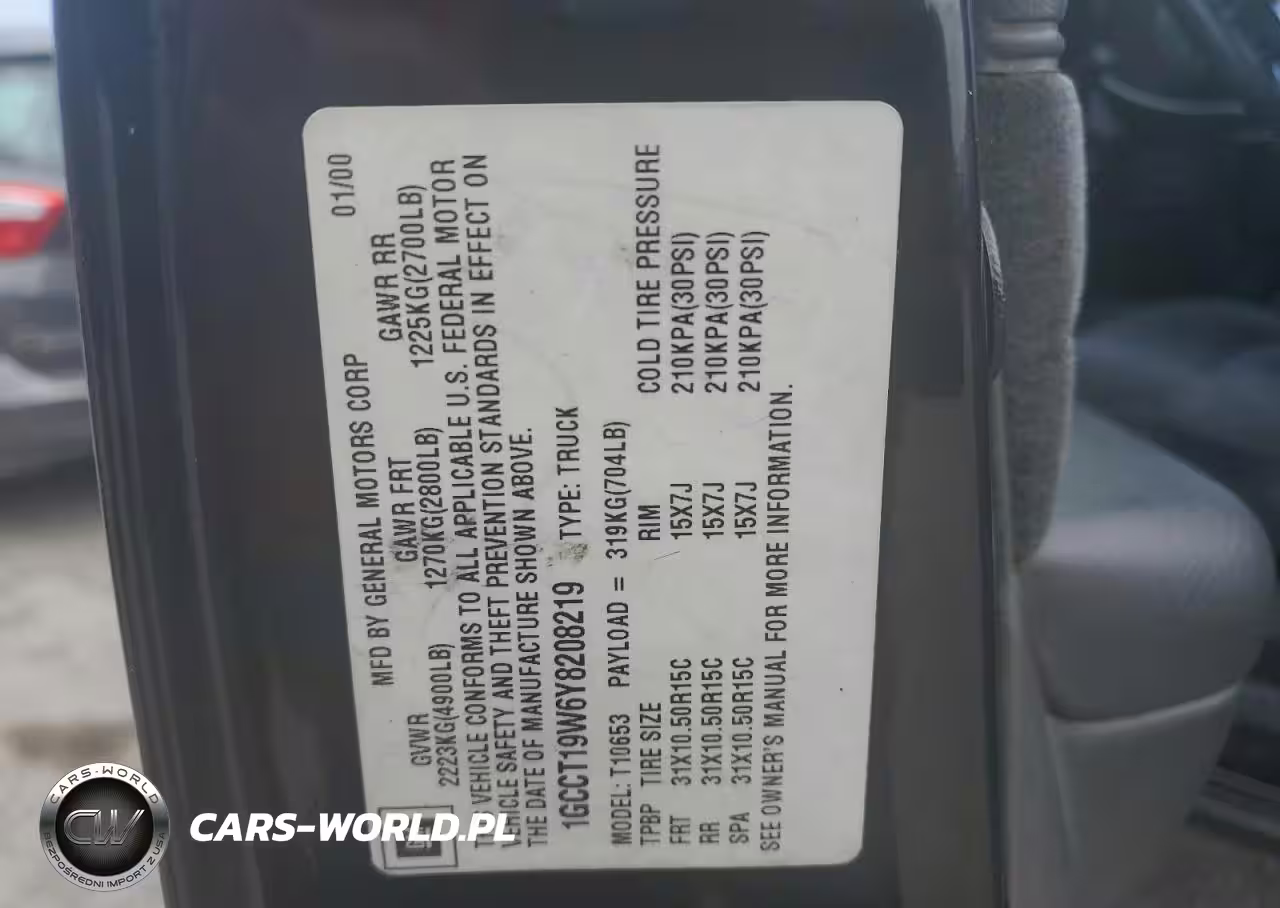 MFD BY GENERAL MOTORS CORP 01/00
GVWR GAWR FRT GAWR RR
2223KG(4900LB) 1270KG(2800LB) 1225KG(2700LB)
VEHICLE CONFORMS TO ALL APPLICABLE U.S. FEDERAL MOTOR
VEHICLE SAFETY AND THEFT PREVENTION STANDARDS IN EFFECT ON
THE DATE OF MANUFACTURE SHOWN ABOVE.
1GCCT19W6Y8208219 TYPE: TRUCK
MODEL: T10653 PAYLOAD = 319KG(704LB)
TPBP TIRE SIZE RIM COLD TIRE PRESSURE
FRT 31X10.50R15C 15X7J 210KPA(30PSI)
RR 31X10.50R15C 15X7J 210KPA(30PSI)
SPA 31X10.50R15C 15X7J 210KPA(30PSI)
SEE OWNER'S MANUAL FOR MORE INFORMATION.
CARS-WORLD
CW
BEZPOŚREDNI IMPORT Z USA
CARS-WORLD.PL